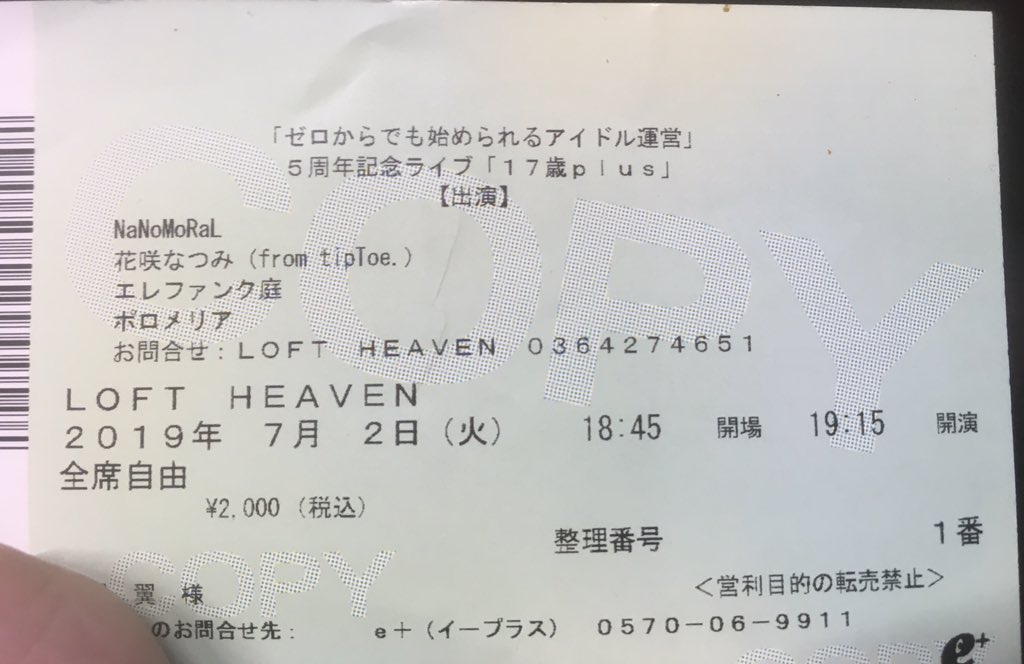 「ゼロからでも始められるアイドル運営」
５周年記念ライブ「１７歳ｐｌｕｓ」
【出演】
NaNoMoRaL
花咲なつみ（from tipToe.）
エレファンク庭
ポロメリア
お問合せ：ＬＯＦＴ　ＨＥＡＶＥＮ　０３６４２７４６５１
ＬＯＦＴ　ＨＥＡＶＥＮ
２０１９年　７月　２日（火）　18:45　開場　19:15　開演
全席自由
¥2,000（税込）
整理番号　１番
＜営利目的の転売禁止＞
翼 様
のお問合せ先：　ｅ＋（イープラス）　０５７０－０６－９９１１
e+
COPY
COPY